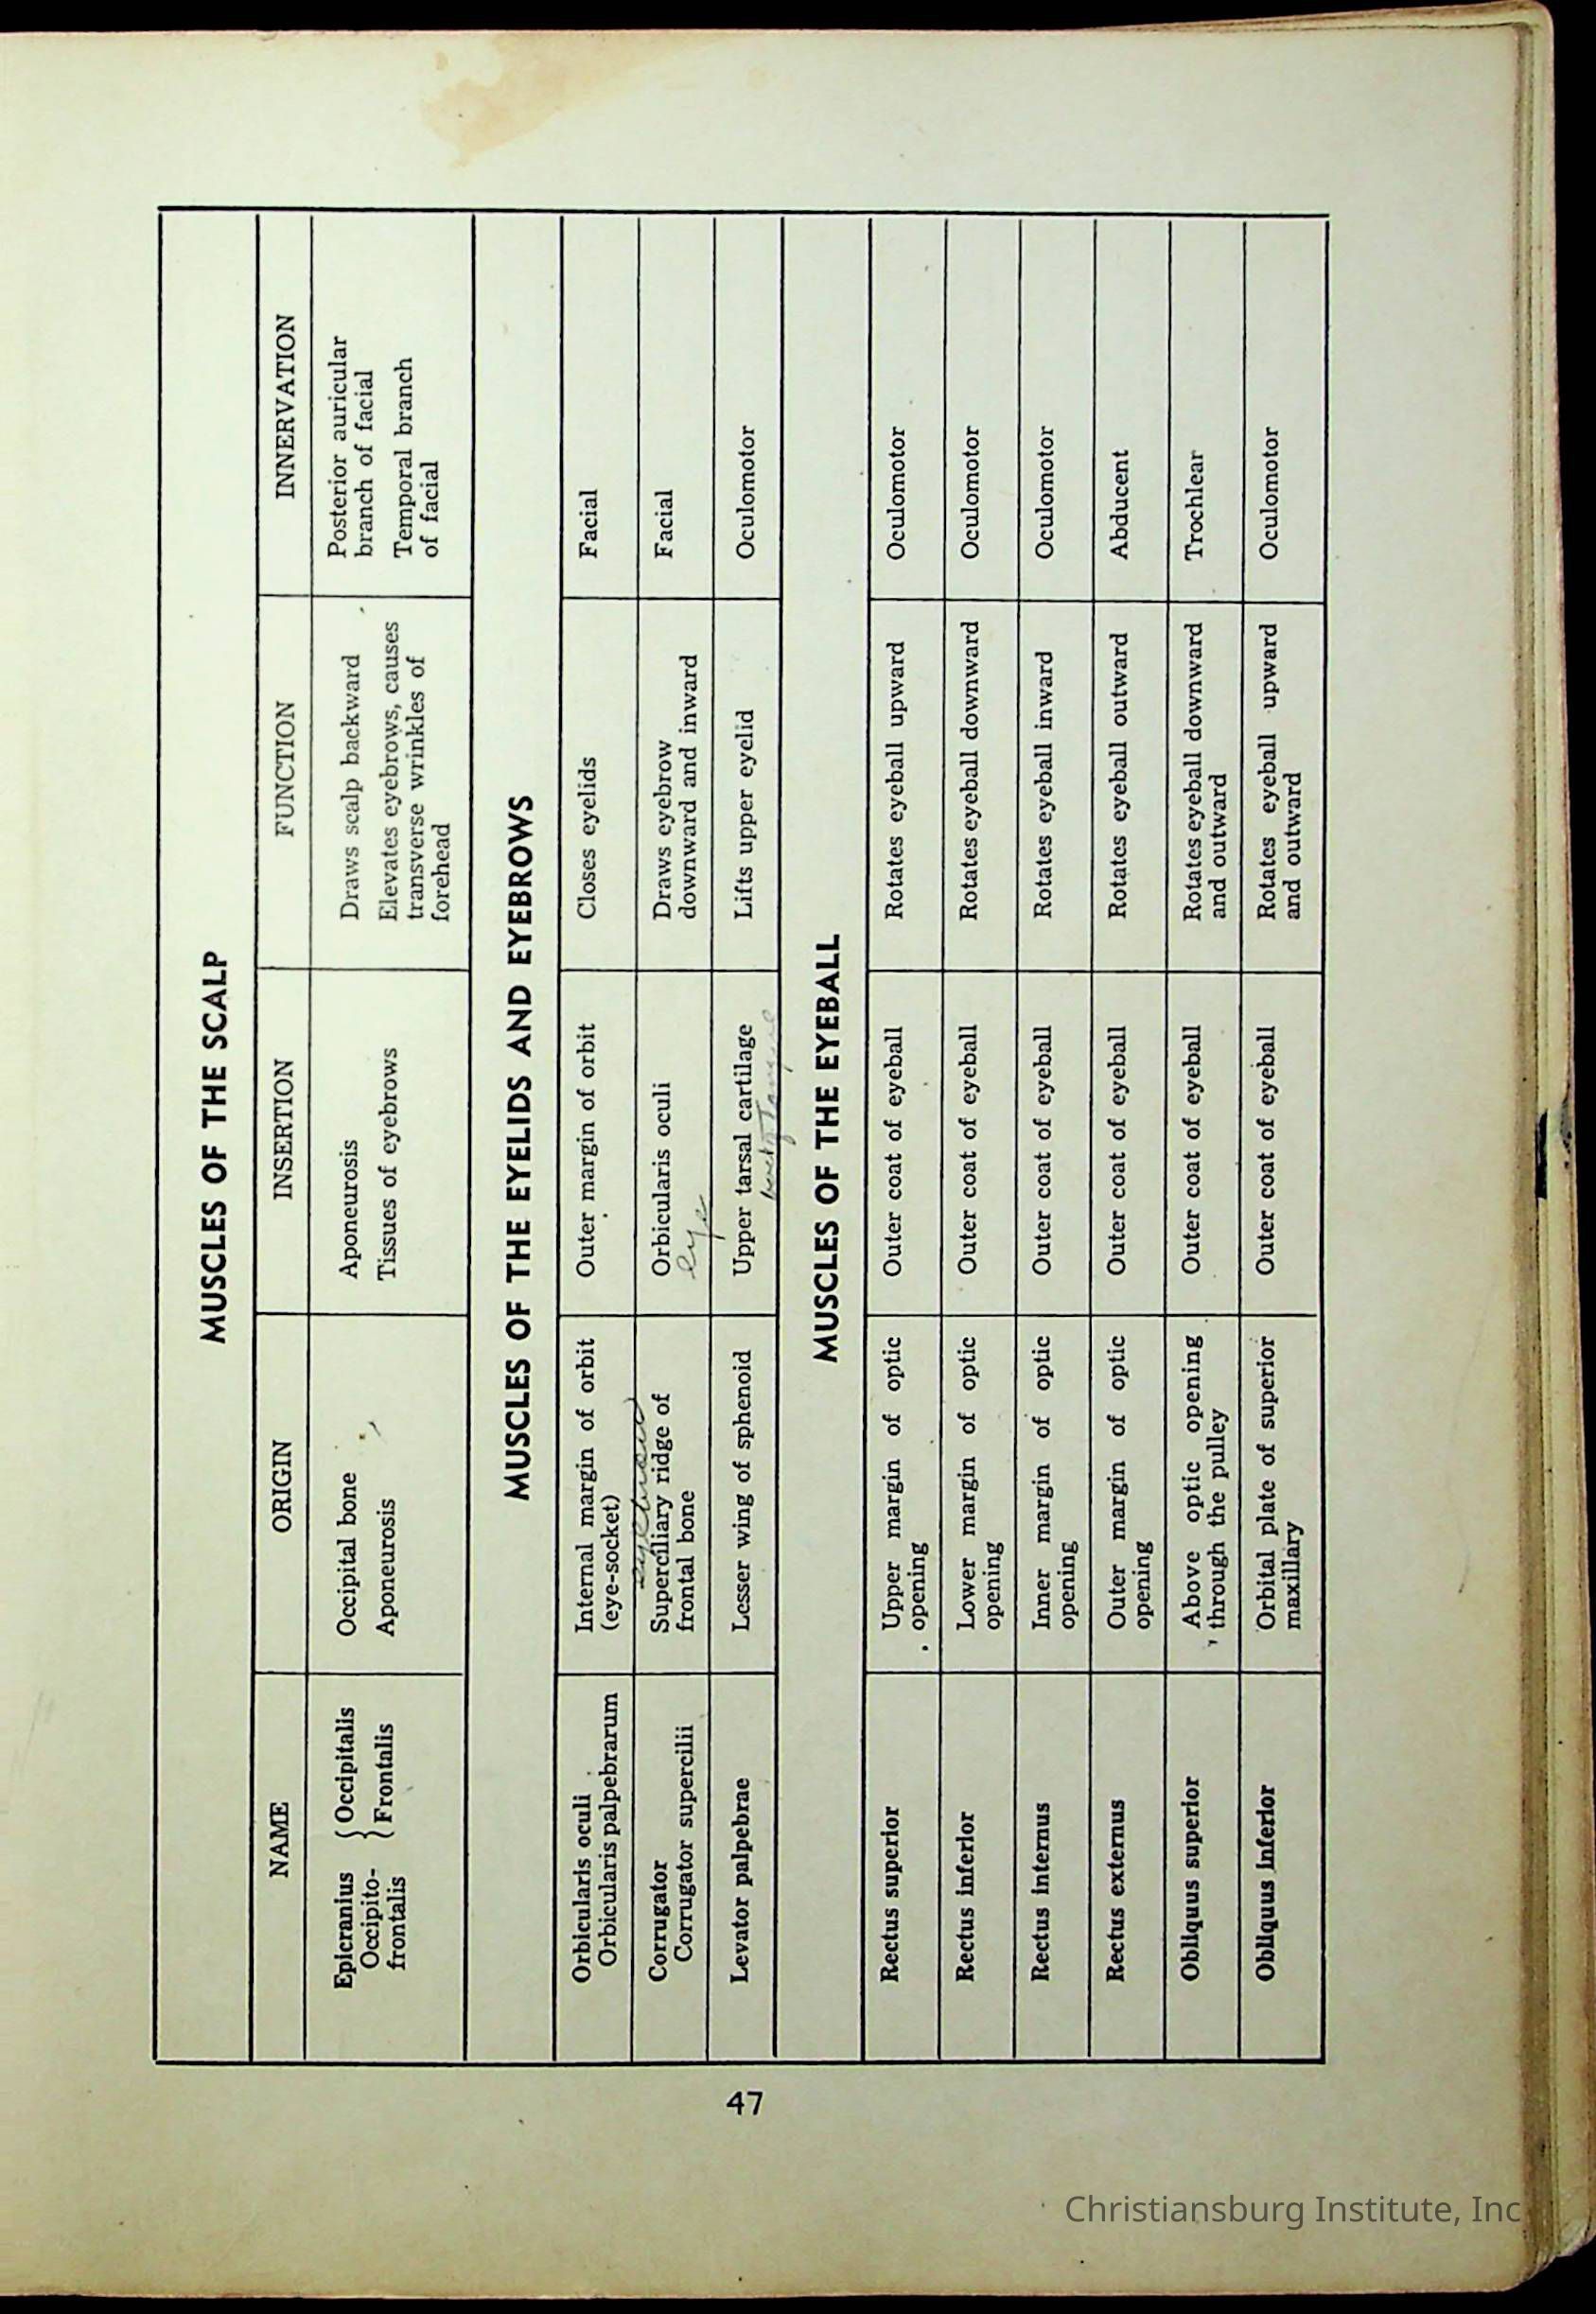 MUSCLES OF THE SCALP
NAME ORIGIN INSERTION FUNCTION INNERVATION
Epicranius { Occipitalis Occipital bone Aponeurosis Draws scalp backward Posterior auricular
branch of facial
Occipito- { Frontalis Aponeurosis Tissues of eyebrows Elevates eyebrows, causes Temporal branch
frontalis transverse wrinkles of of facial
forehead
MUSCLES OF THE EYELIDS AND EYEBROWS
Orbicularis oculi Internal margin of orbit Outer margin of orbit Closes eyelids Facial
Orbicularis palpebrarum (eye-socket)
eyebrow
Corrugator Superciliary ridge of Orbicularis oculi Draws eyebrow Facial
Corrugator supercilii frontal bone eye downward and inward
Levator palpebrae Lesser wing of sphenoid Upper tarsal cartilage Lifts upper eyelid Oculomotor
MUSCLES OF THE EYEBALL
Rectus superior Upper margin of optic Outer coat of eyeball Rotates eyeball upward Oculomotor
opening
Rectus inferior Lower margin of optic Outer coat of eyeball Rotates eyeball downward Oculomotor
opening
Rectus internus Inner margin of optic Outer coat of eyeball Rotates eyeball inward Oculomotor
opening
Rectus externus Outer margin of optic Outer coat of eyeball Rotates eyeball outward Abducent
opening
Obliquus superior Above optic opening Outer coat of eyeball Rotates eyeball downward Trochlear
through the pulley and outward
Obliquus inferior Orbital plate of superior Outer coat of eyeball Rotates eyeball upward Oculomotor
maxillary and outward
47
Christiansburg Institute, Inc